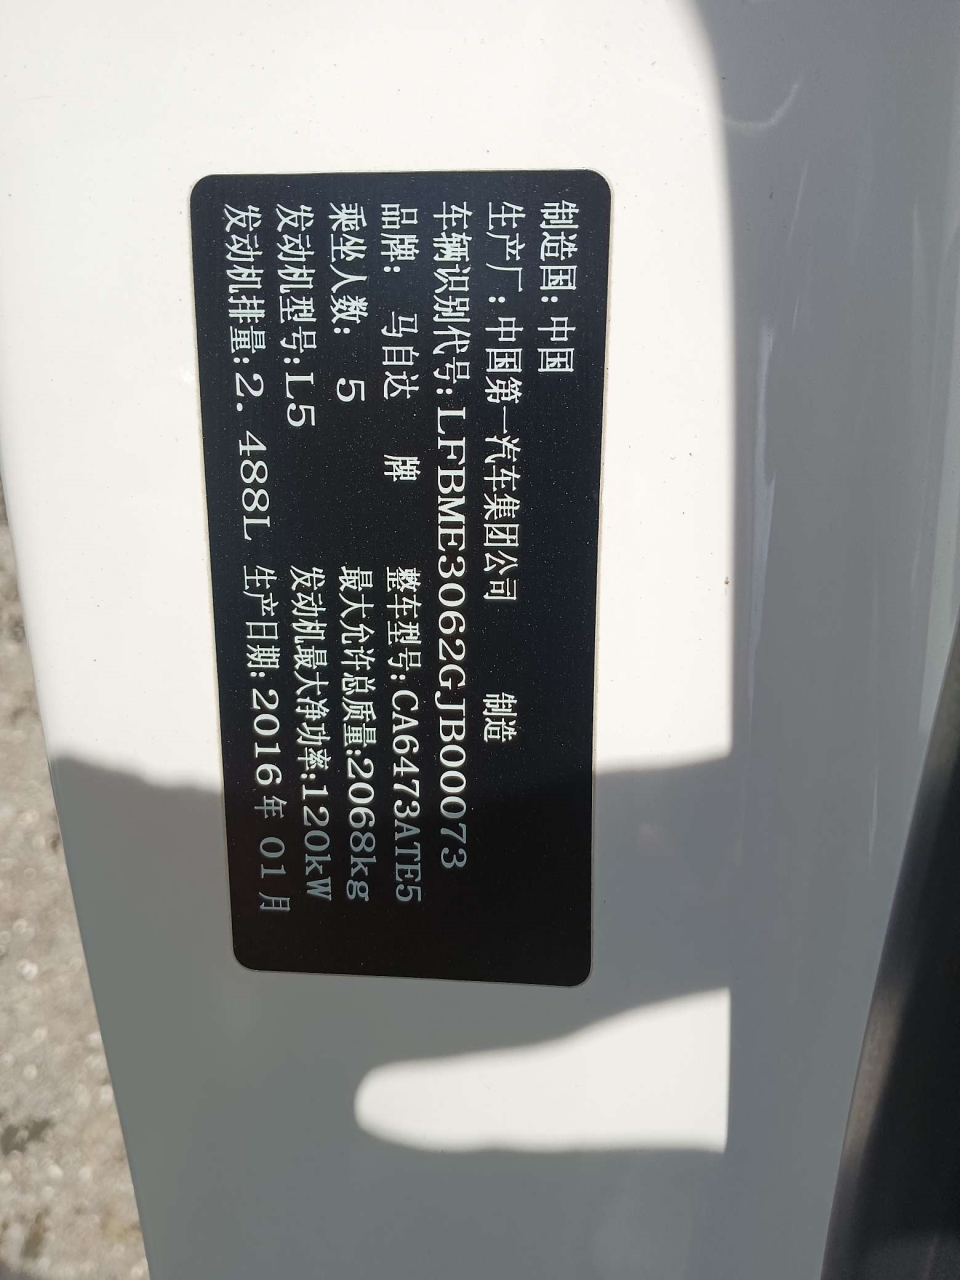 制造国：中国
生产厂：中国第一汽车集团公司 制造
车辆识别代号：LFBME3062GJB00073
品牌： 马自达 牌 整车型号：CA6473ATE5
乘坐人数： 5 最大允许总质量：2068kg
发动机型号：L5 发动机最大净功率：120kW
发动机排量：2.488L 生产日期：2016年 01月